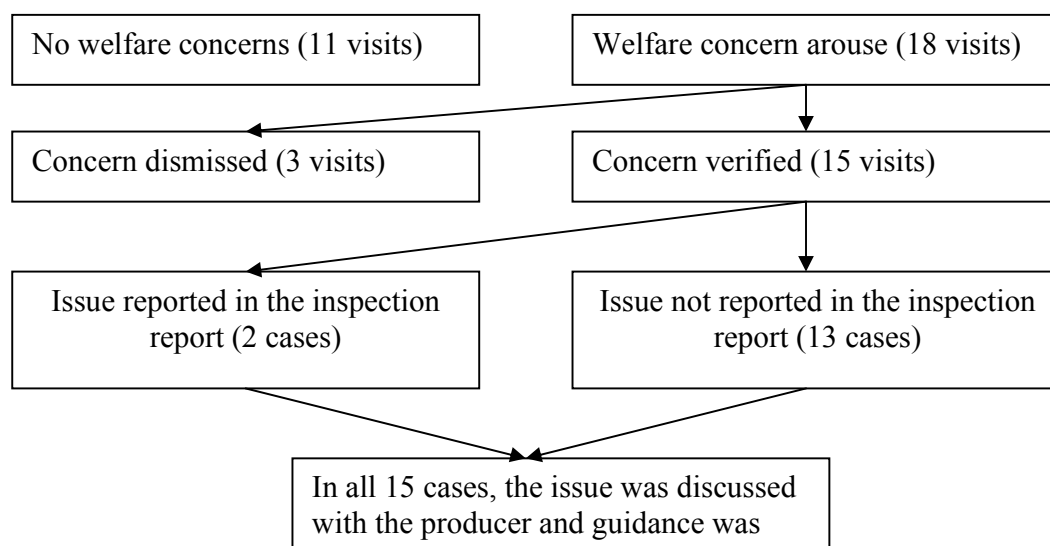 No welfare concerns (11 visits)
Welfare concern arouse (18 visits)
Concern dismissed (3 visits)
Concern verified (15 visits)
Issue reported in the inspection
report (2 cases)
Issue not reported in the inspection
report (13 cases)
In all 15 cases, the issue was discussed
with the producer and guidance was